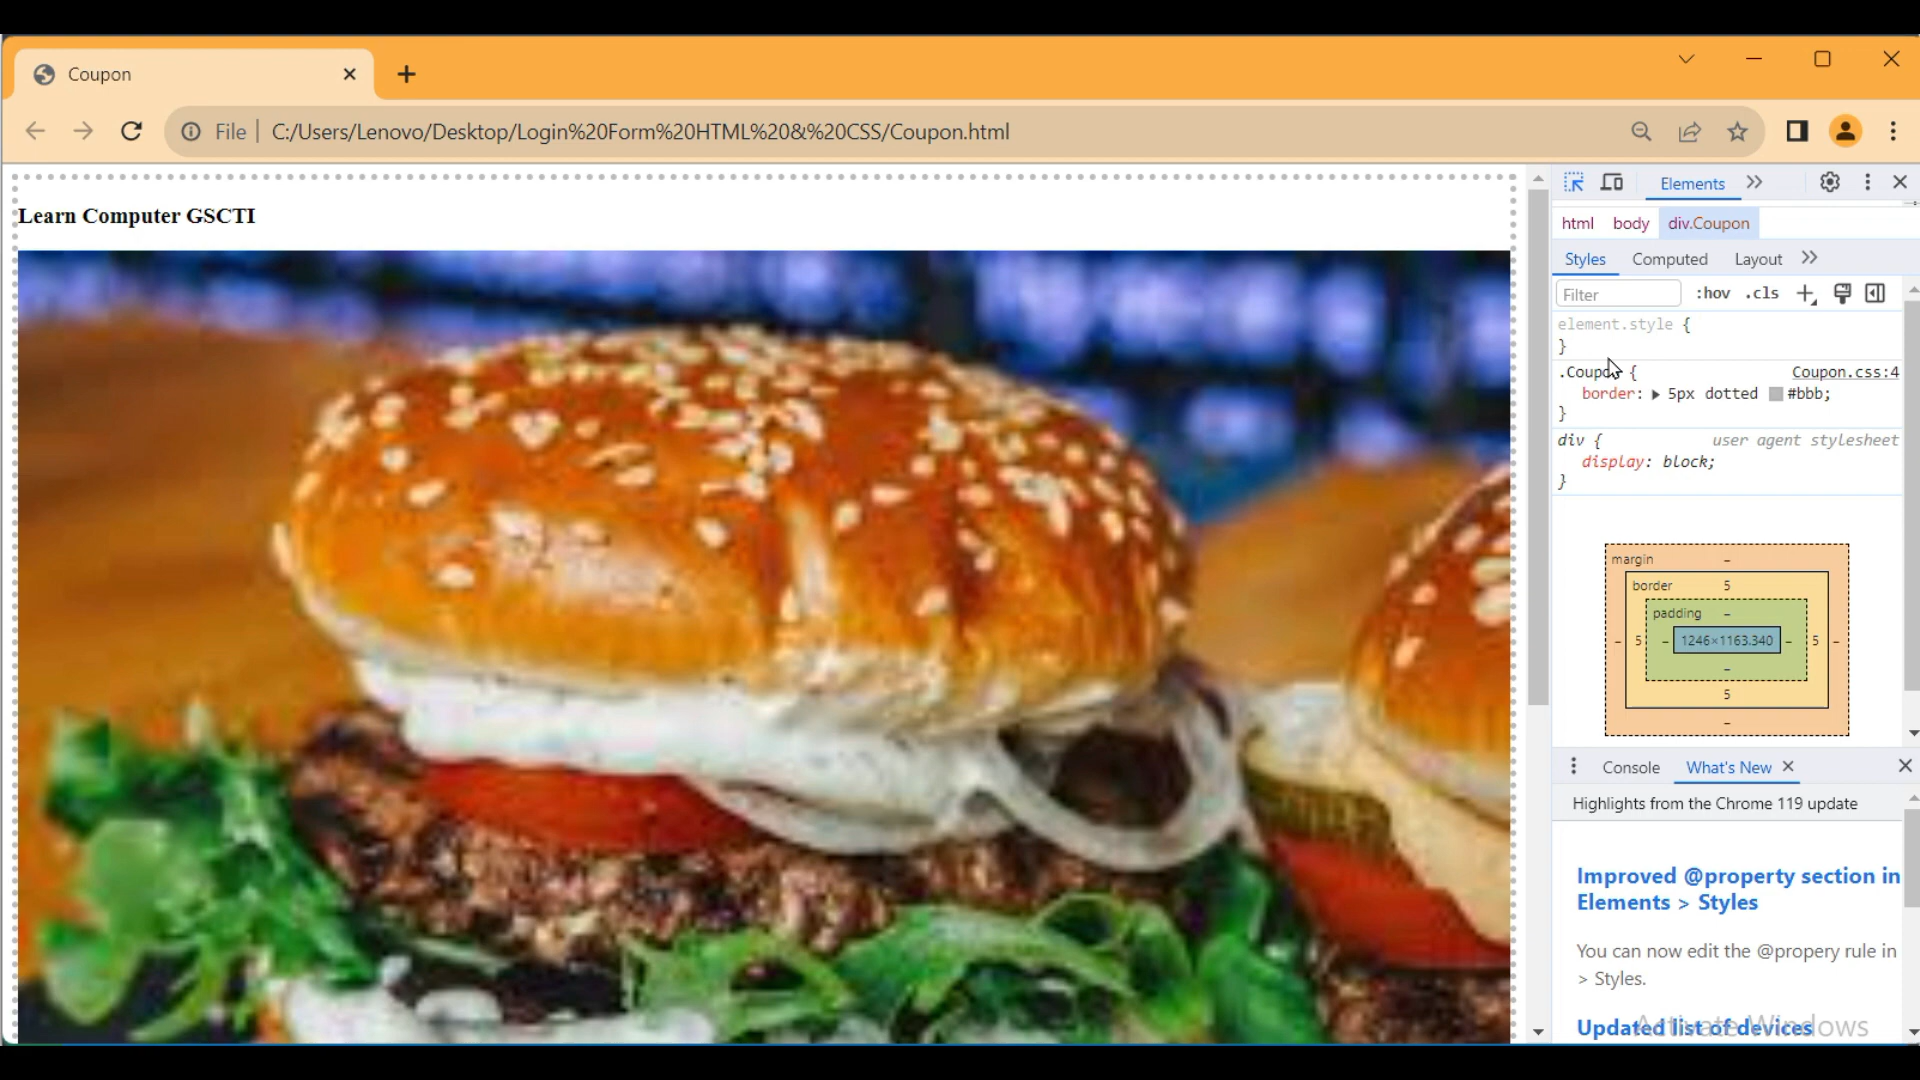 Coupon
File C:/Users/Lenovo/Desktop/Login%20Form%20HTML%20&%20CSS/Coupon.html
Learn Computer GSCTI
Elements
html body div.Coupon
Styles Computed Layout
Filter :hov .cls
element.style {
}
.Coupon { Coupon.css:4
border: 5px dotted #bbb;
}
div { user agent stylesheet
display: block;
}
margin –
border 5
padding –
– 5 – 1246×1163.340 – 5 –
–
5
–
Console What's New
Highlights from the Chrome 119 update
Improved @property section in
Elements > Styles
You can now edit the @propery rule in
> Styles.
Updated list of devices
Activate Windows